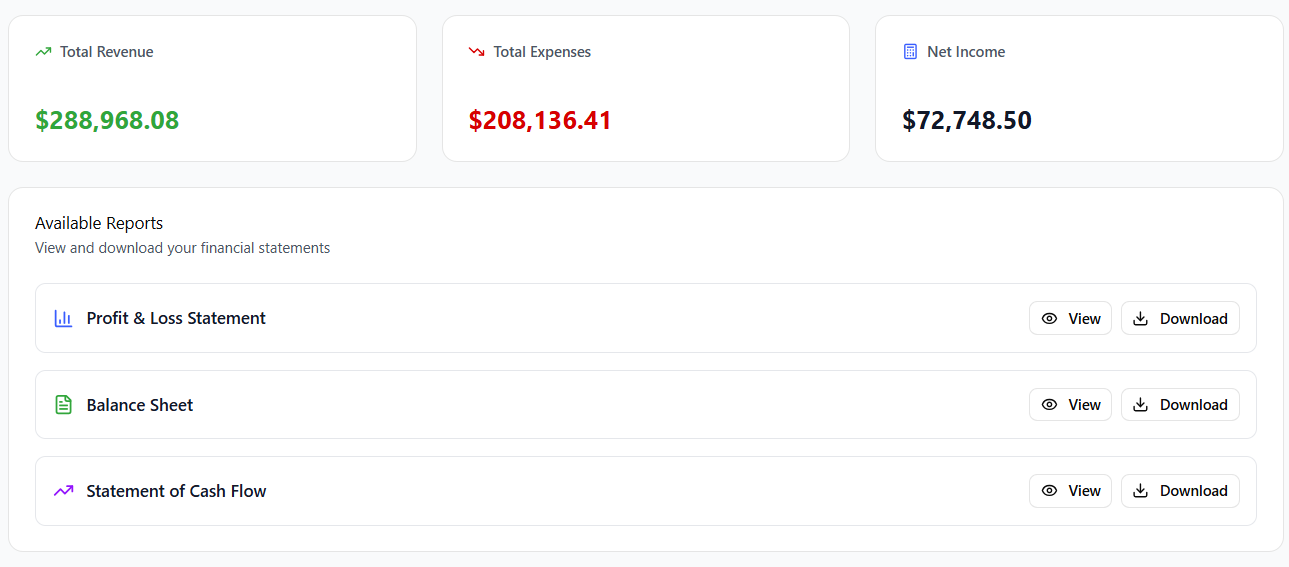 Total Revenue
$288,968.08
Total Expenses
$208,136.41
Net Income
$72,748.50
Available Reports
View and download your financial statements
Profit & Loss Statement
View
Download
Balance Sheet
View
Download
Statement of Cash Flow
View
Download